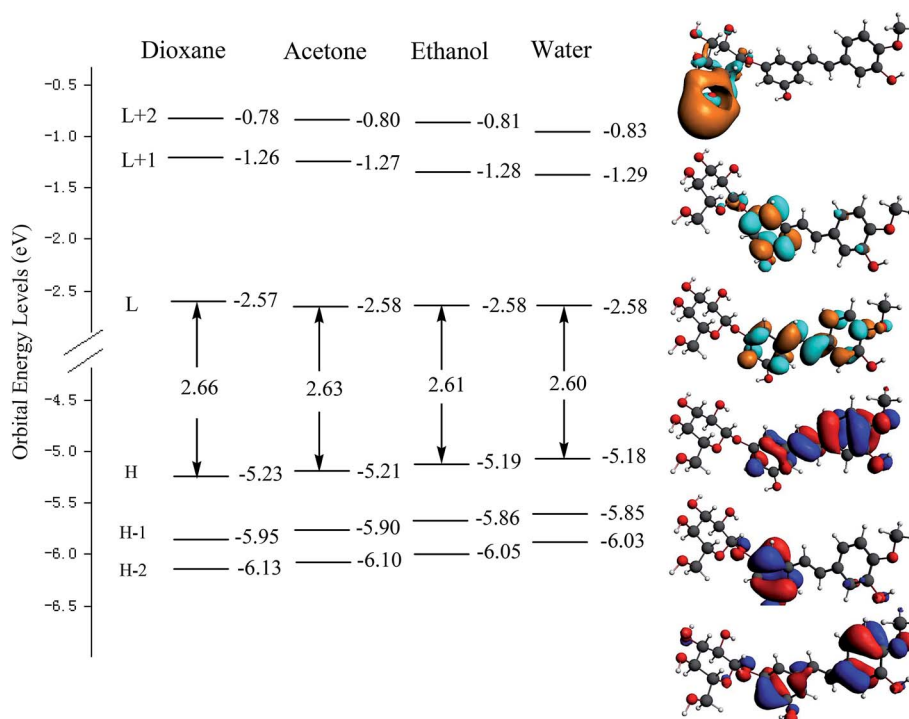 Dioxane Acetone Ethanol Water
Orbital Energy Levels (eV)
−0.5
−1.0
−1.5
−2.0
−2.5
−4.5
−5.0
−5.5
−6.0
−6.5
L+2 -0.78 -0.80 -0.81 -0.83
L+1 -1.26 -1.27 -1.28 -1.29
L -2.57 -2.58 -2.58 -2.58
2.66 2.63 2.61 2.60
H -5.23 -5.21 -5.19 -5.18
H-1 -5.95 -5.90 -5.86 -5.85
H-2 -6.13 -6.10 -6.05 -6.03